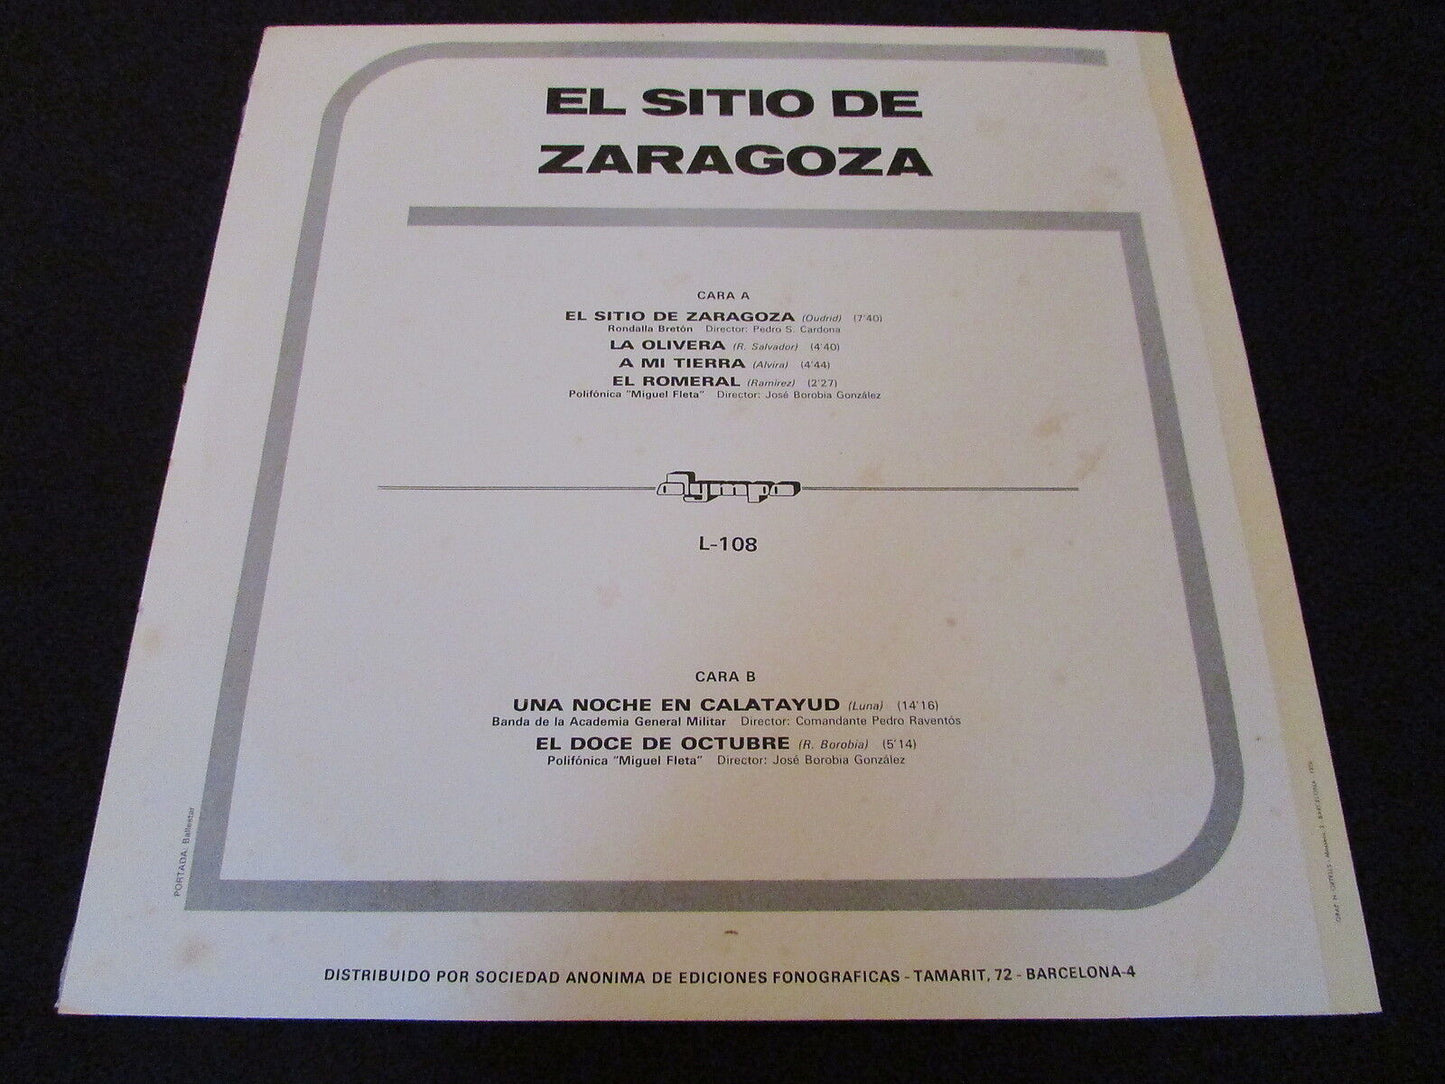 EL SITIO DE
ZARAGOZA
CARA A
EL SITIO DE ZARAGOZA (Oudrid) (7'40)
Rondalla Bretón Director: Pedro S. Cardona
LA OLIVERA (R. Salvador) (4'40)
A MI TIERRA (Alvira) (4'44)
EL ROMERAL (Ramirez) (2'27)
Polifónica "Miguel Fleta" Director: José Borobia González
Olympo
L-108
CARA B
UNA NOCHE EN CALATAYUD (Luna) (14'16)
Banda de la Academia General Militar Director: Comandante Pedro Raventós
EL DOCE DE OCTUBRE (R. Borobia) (5'14)
Polifónica "Miguel Fleta" Director: José Borobia González
PORTADA: Ballestar
DISTRIBUIDO POR SOCIEDAD ANONIMA DE EDICIONES FONOGRAFICAS - TAMARIT, 72 - BARCELONA-4
BARCELONA